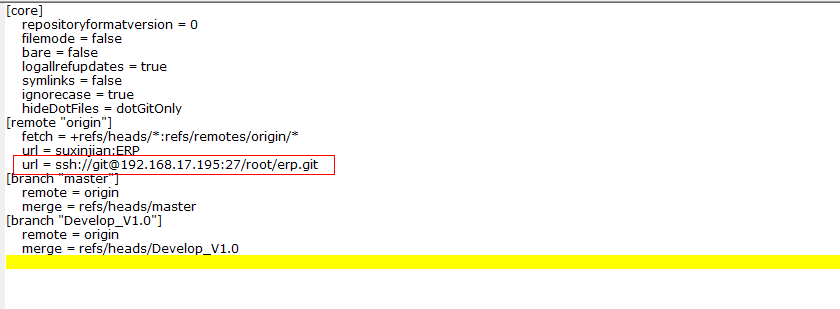 [core]
repositoryformatversion = 0
filemode = false
bare = false
logallrefupdates = true
symlinks = false
ignorecase = true
hideDotFiles = dotGitOnly
[remote "origin"]
fetch = +refs/heads/*:refs/remotes/origin/*
url = suxinjian:ERP
url = ssh://git@192.168.17.195:27/root/erp.git
[branch "master"]
remote = origin
merge = refs/heads/master
[branch "Develop_V1.0"]
remote = origin
merge = refs/heads/Develop_V1.0